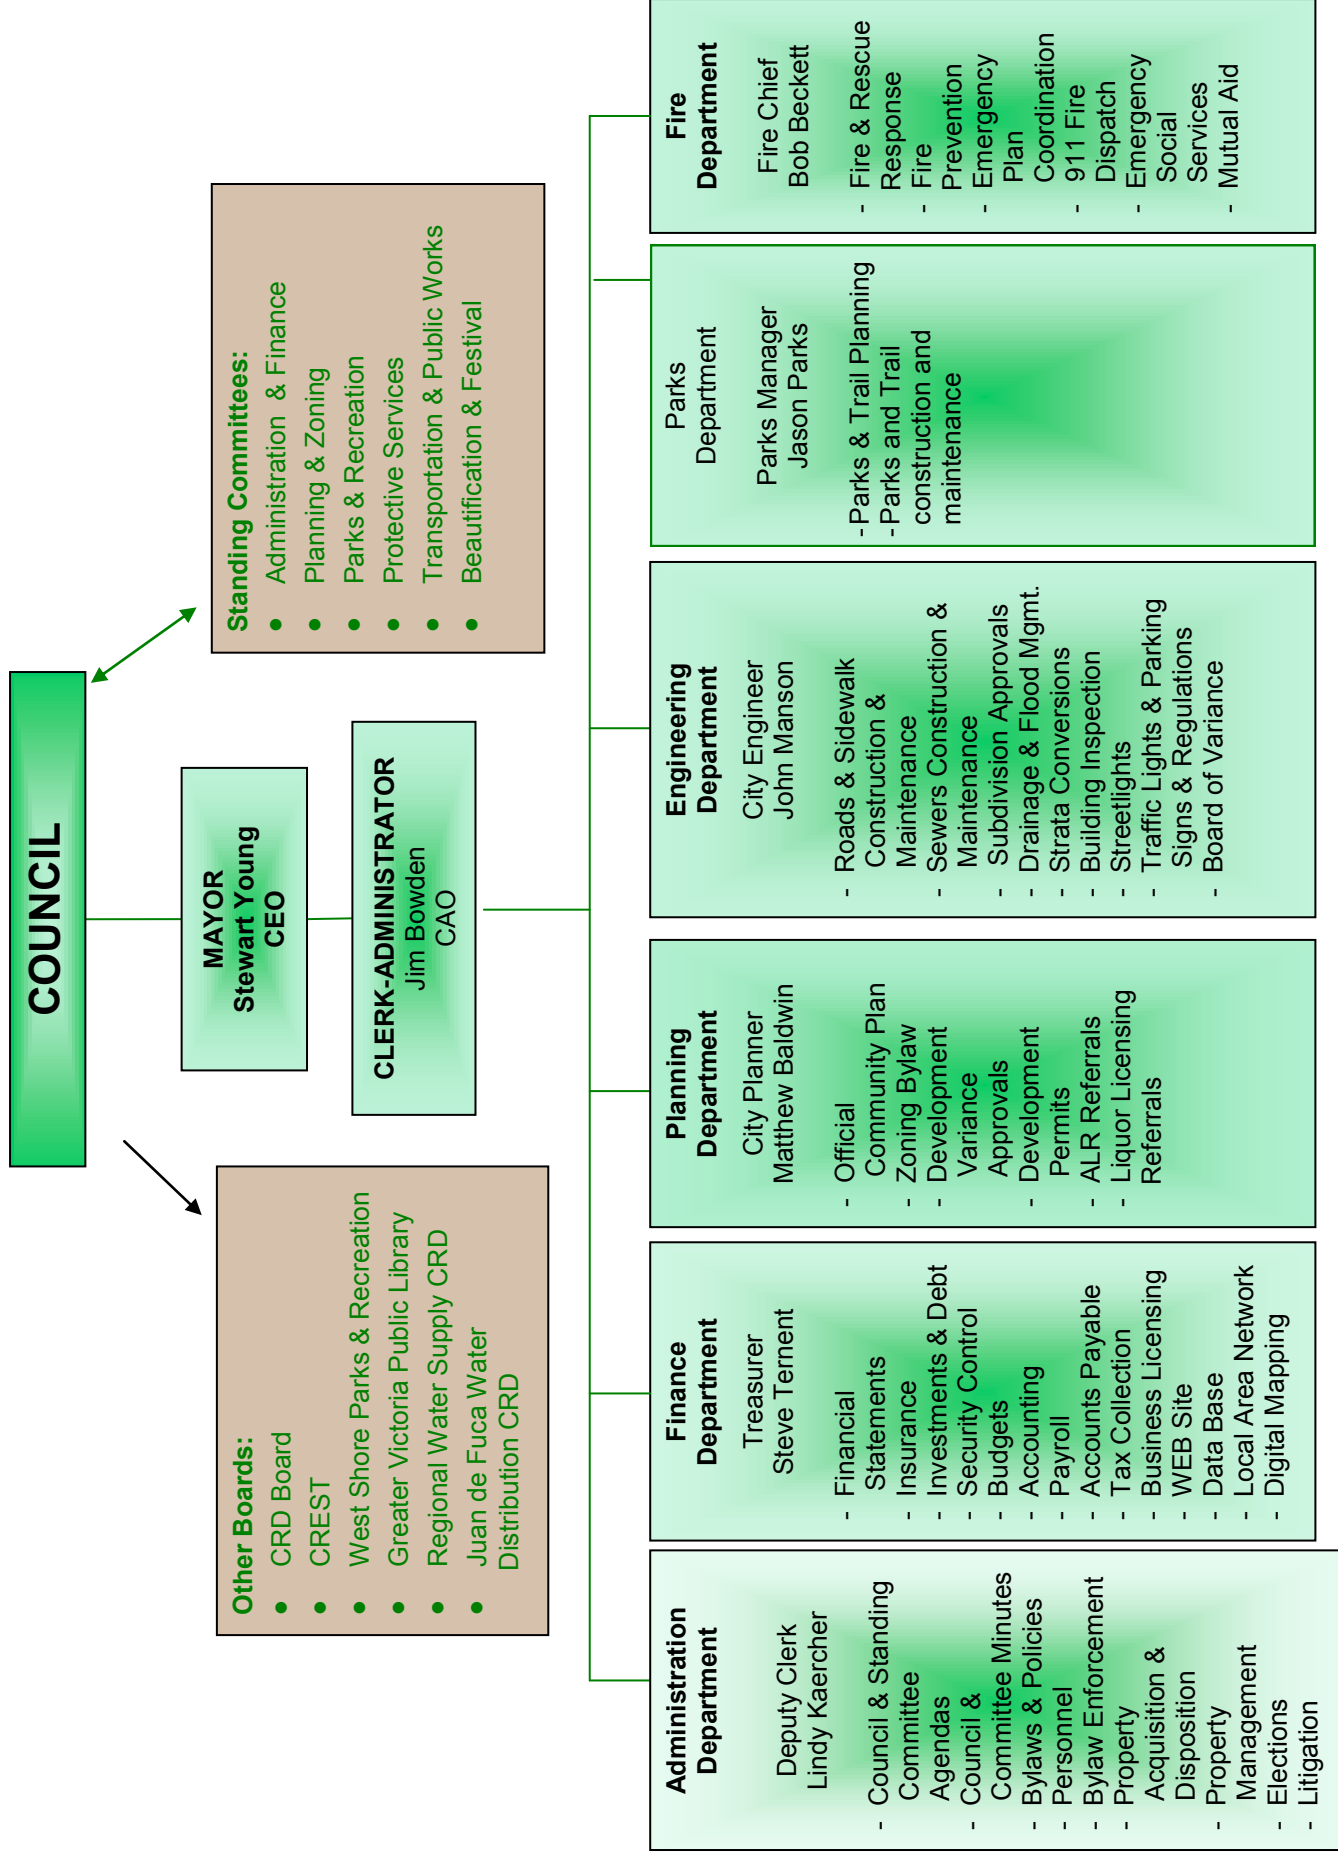 COUNCIL
MAYOR
Stewart Young
CEO
CLERK-ADMINISTRATOR
Jim Bowden
CAO
Other Boards:
● CRD Board
● CREST
● West Shore Parks & Recreation
● Greater Victoria Public Library
● Regional Water Supply CRD
● Juan de Fuca Water
Distribution CRD
Standing Committees:
● Administration & Finance
● Planning & Zoning
● Parks & Recreation
● Protective Services
● Transportation & Public Works
● Beautification & Festival
Administration
Department
Deputy Clerk
Lindy Kaercher
- Council & Standing
Committee
Agendas
- Council &
Committee Minutes
- Bylaws & Policies
- Personnel
- Bylaw Enforcement
- Property
Acquisition &
Disposition
- Property
Management
- Elections
- Litigation
Finance
Department
Treasurer
Steve Ternent
- Financial
Statements
- Insurance
- Investments & Debt
- Security Control
- Budgets
- Accounting
- Payroll
- Accounts Payable
- Tax Collection
- Business Licensing
- WEB Site
- Data Base
- Local Area Network
- Digital Mapping
Planning
Department
City Planner
Matthew Baldwin
- Official
Community Plan
- Zoning Bylaw
- Development
Variance
Approvals
- Development
Permits
- ALR Referrals
- Liquor Licensing
Referrals
Engineering
Department
City Engineer
John Manson
- Roads & Sidewalk
Construction &
Maintenance
- Sewers Construction &
Maintenance
- Subdivision Approvals
- Drainage & Flood Mgmt.
- Strata Conversions
- Building Inspection
- Streetlights
- Traffic Lights & Parking
Signs & Regulations
- Board of Variance
Parks
Department
Parks Manager
Jason Parks
- Parks & Trail Planning
- Parks and Trail
construction and
maintenance
Fire
Department
Fire Chief
Bob Beckett
- Fire & Rescue
Response
- Fire
Prevention
- Emergency
Plan
Coordination
- 911 Fire
Dispatch
- Emergency
Social
Services
- Mutual Aid